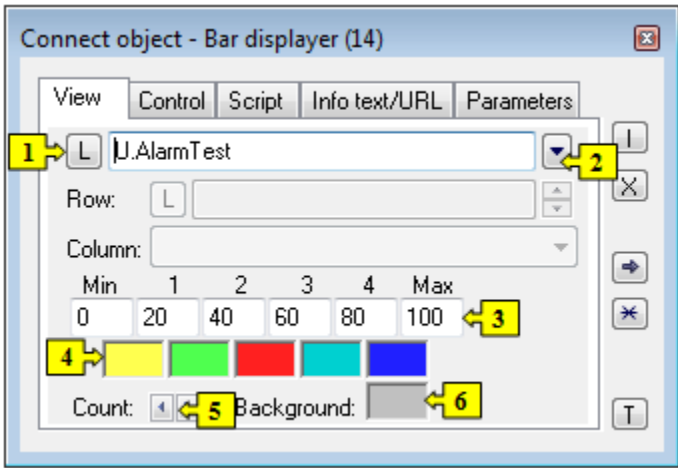 Connect object - Bar displayer (14)
View Control Script Info text/URL Parameters
1 L U.AlarmTest 2
I
X
Row: L
Column:
Min 1 2 3 4 Max
0 20 40 60 80 100 3
4
Count: 5 Background: 6
T